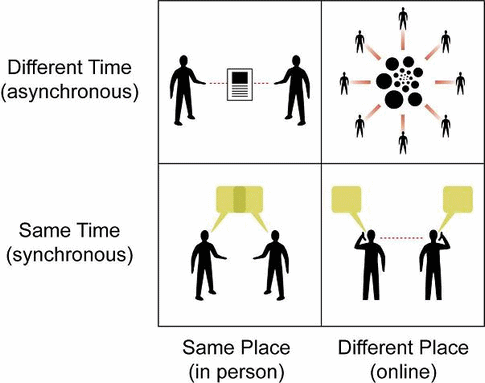 Different Time
(asynchronous)
Same Time
(synchronous)
Same Place
(in person)
Different Place
(online)